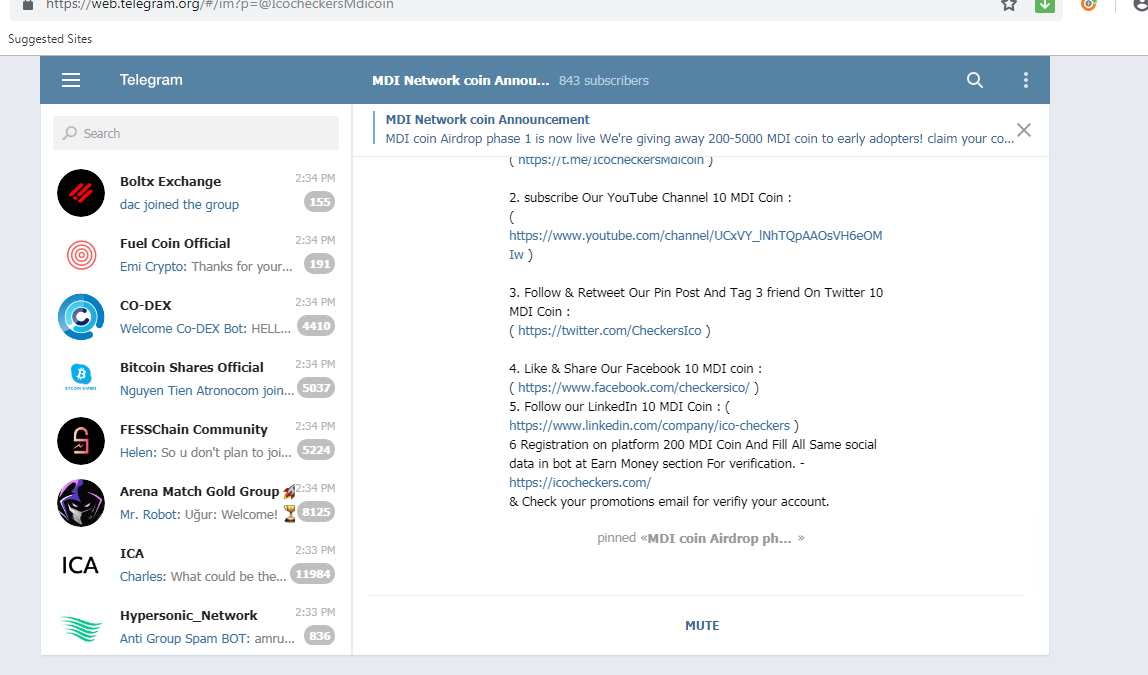 https://web.telegram.org/#/im?p=@IcocheckersMdicoin
Suggested Sites
Telegram
MDI Network coin Annou... 843 subscribers
Search
Boltx Exchange 2:34 PM
dac joined the group 155
Fuel Coin Official 2:34 PM
Emi Crypto: Thanks for your... 191
CO-DEX 2:34 PM
Welcome Co-DEX Bot: HELL... 4410
Bitcoin Shares Official 2:34 PM
BITCOIN SHARES
Nguyen Tien Atronocom join... 5037
FESSChain Community 2:34 PM
Helen: So u don't plan to joi... 5224
Arena Match Gold Group 🚀 2:34 PM
Mr. Robot: Uğur: Welcome! 🏆 8125
ICA
ICA 2:33 PM
Charles: What could be the... 11984
Hypersonic_Network 2:33 PM
Anti Group Spam BOT: amru... 836
MDI Network coin Announcement
MDI coin Airdrop phase 1 is now live We're giving away 200-5000 MDI coin to early adopters! claim your co...
( https://t.me/IcocheckersMdicoin )
2. subscribe Our YouTube Channel 10 MDI Coin :
(
https://www.youtube.com/channel/UCxVY_lNhTQpAAOsVH6eOM
Iw )
3. Follow & Retweet Our Pin Post And Tag 3 friend On Twitter 10
MDI Coin :
( https://twitter.com/CheckersIco )
4. Like & Share Our Facebook 10 MDI coin :
( https://www.facebook.com/checkersico/ )
5. Follow our LinkedIn 10 MDI Coin : (
https://www.linkedin.com/company/ico-checkers )
6 Registration on platform 200 MDI Coin And Fill All Same social
data in bot at Earn Money section For verification. -
https://icocheckers.com/
& Check your promotions email for verifiy your account.
pinned «MDI coin Airdrop ph... »
MUTE